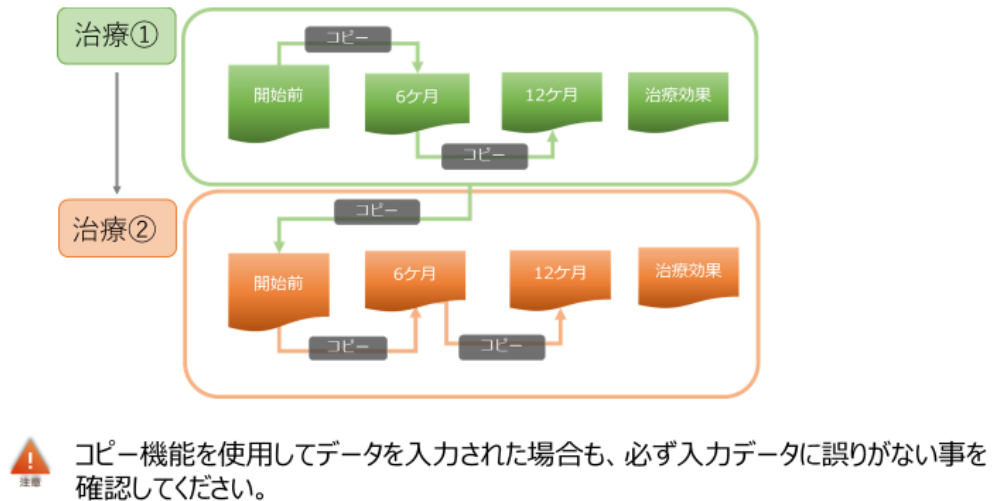 治療①
コピー
開始前
6ケ月
12ケ月
治療効果
コピー
治療②
コピー
開始前
6ケ月
12ケ月
治療効果
コピー
コピー
注意
コピー機能を使用してデータを入力された場合も、必ず入力データに誤りがない事を
確認してください。